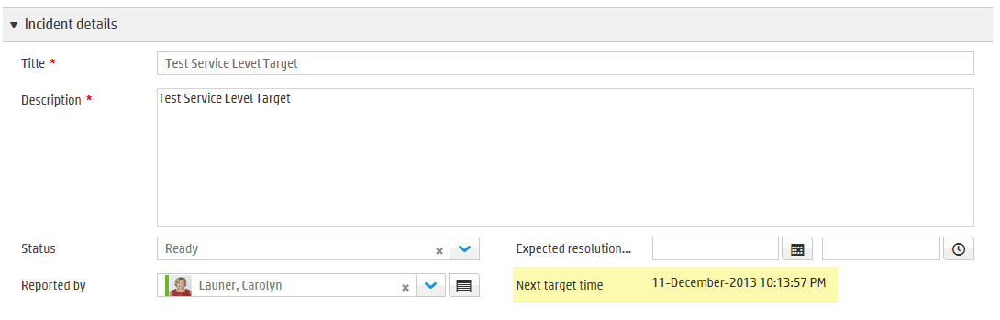 Incident details
Title * Test Service Level Target
Description * Test Service Level Target
Status Ready Expected resolution...
Reported by Launer, Carolyn Next target time 11-December-2013 10:13:57 PM